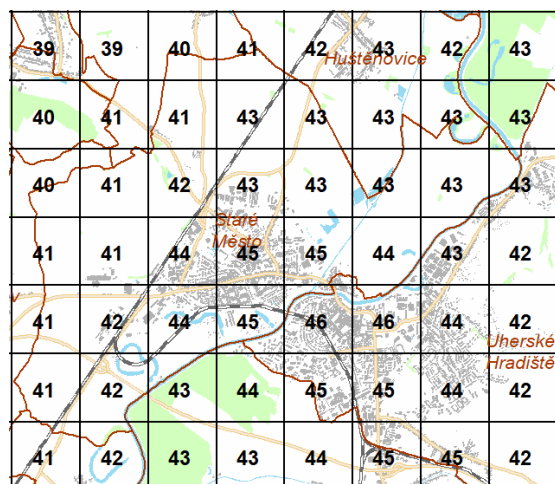 39 39 40 41 42 43 42 43
Huštěnovice
40 41 41 43 43 43 43 43
40 41 42 43 43 43 43 43
Staré
Město
41 41 44 45 45 44 43 42
41 42 44 45 46 46 44 42
Uherské
Hradiště
41 42 43 44 45 45 44 42
41 42 43 43 44 45 45 42